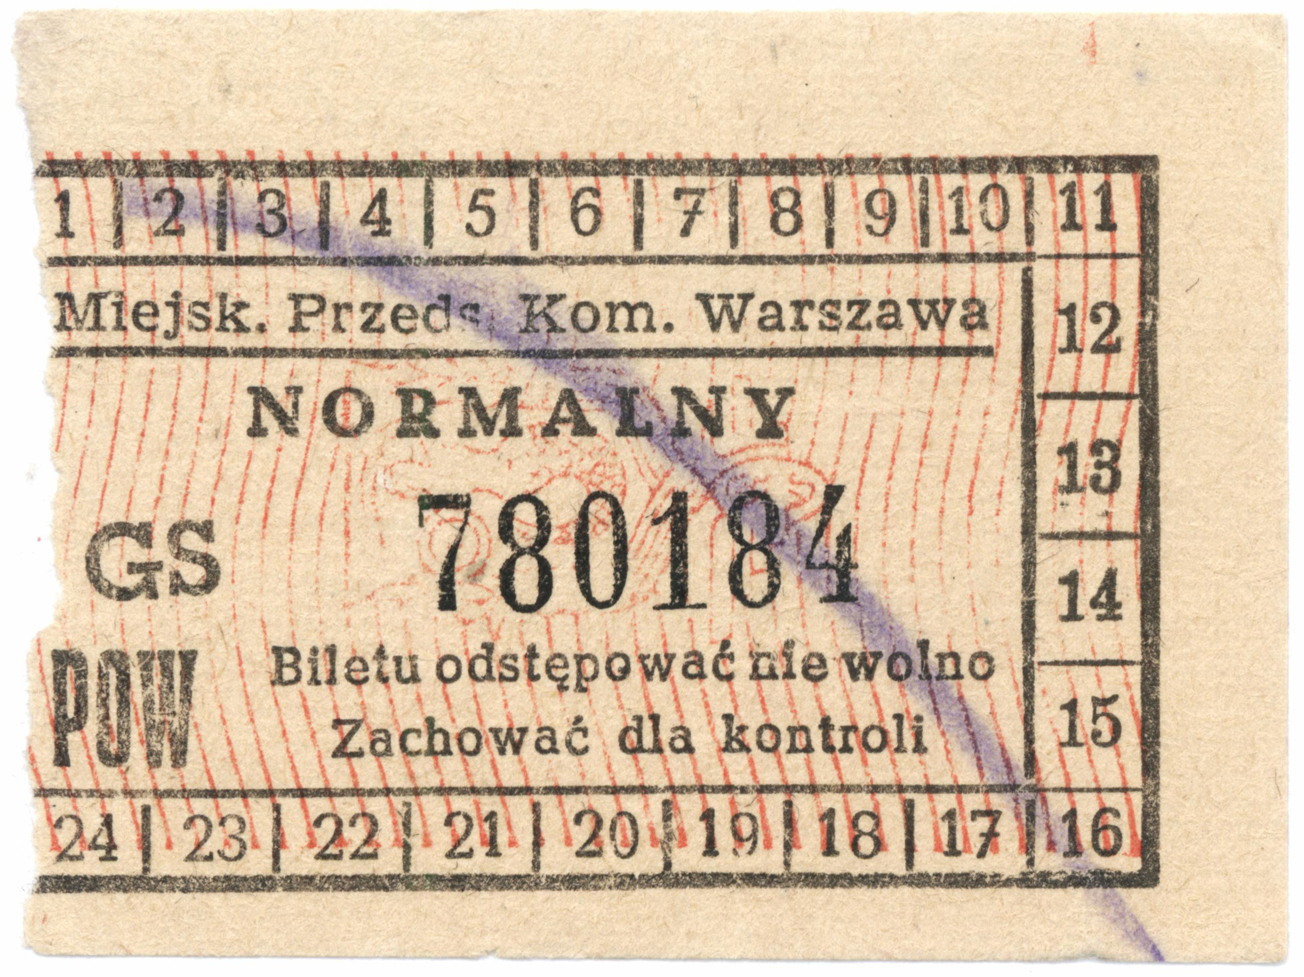 1 2 3 4 5 6 7 8 9 10 11
Miejsk. Przeds. Kom. Warszawa
12
NORMALNY
13
780184
GS
14
Biletu odstępować nie wolno
POW
Zachować dla kontroli
15
24 23 22 21 20 19 18 17 16